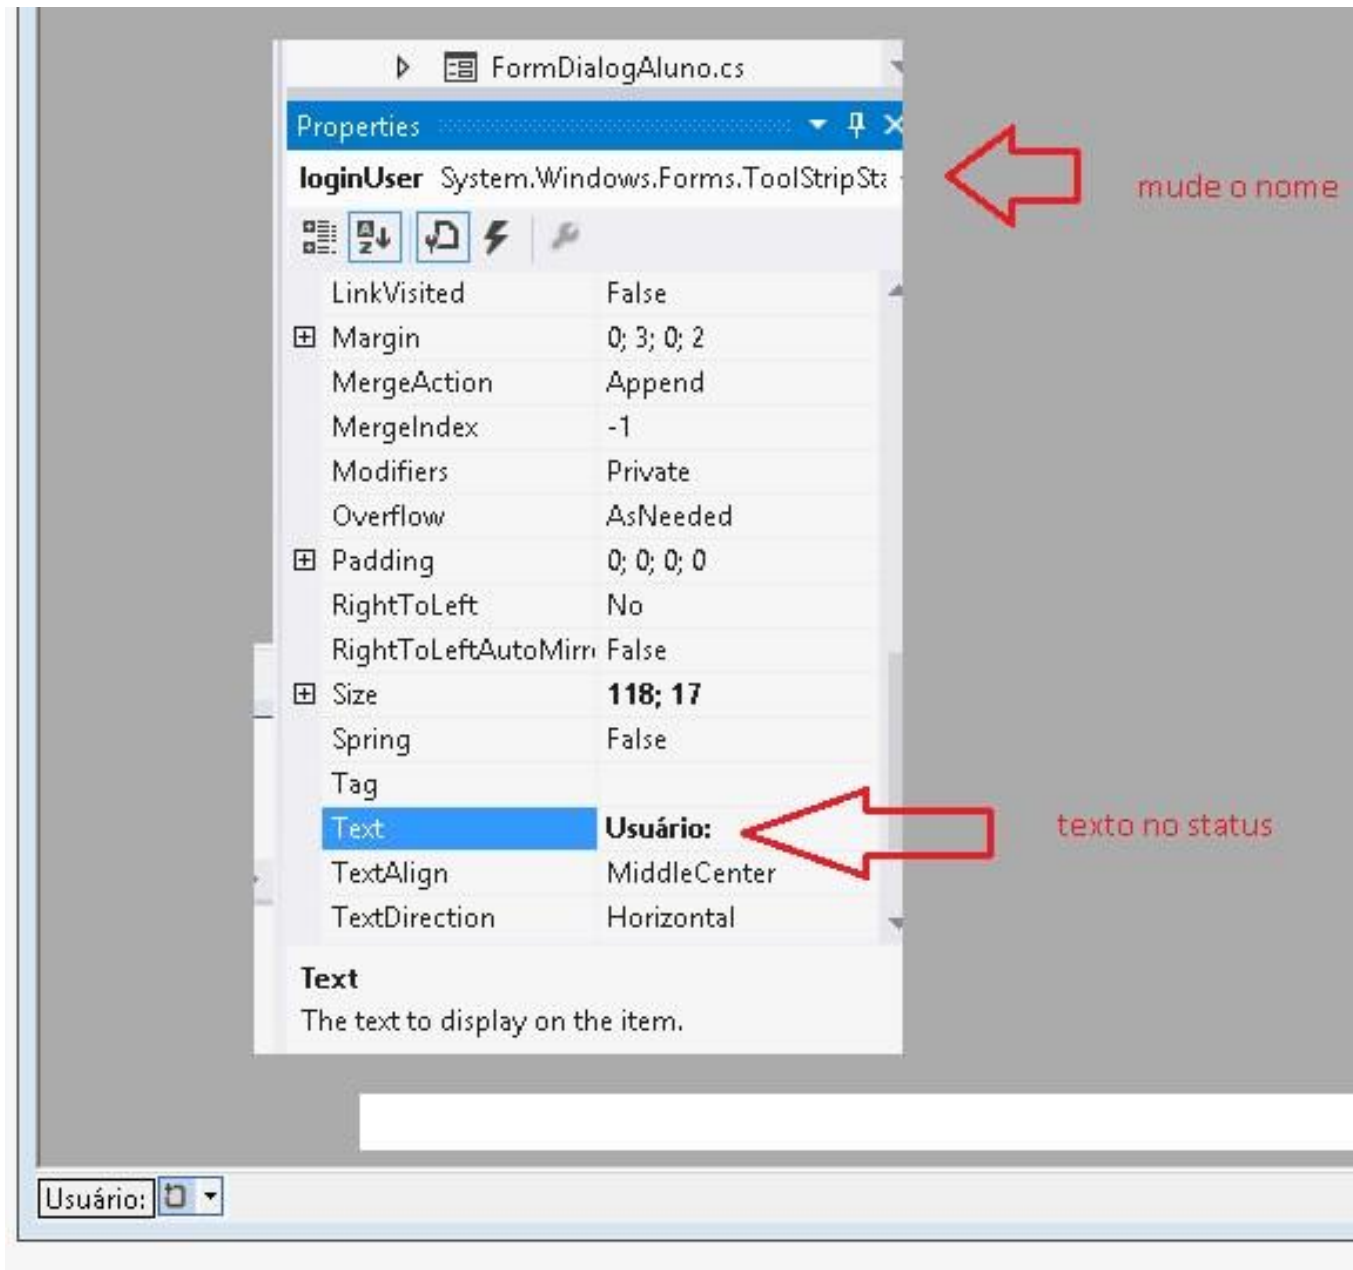 FormDialogAluno.cs
Properties
loginUser System.Windows.Forms.ToolStripSta
mude o nome
LinkVisited False
Margin 0; 3; 0; 2
MergeAction Append
MergeIndex -1
Modifiers Private
Overflow AsNeeded
Padding 0; 0; 0; 0
RightToLeft No
RightToLeftAutoMirr False
Size 118; 17
Spring False
Tag
Text Usuário:
texto no status
TextAlign MiddleCenter
TextDirection Horizontal
Text
The text to display on the item.
Usuário: